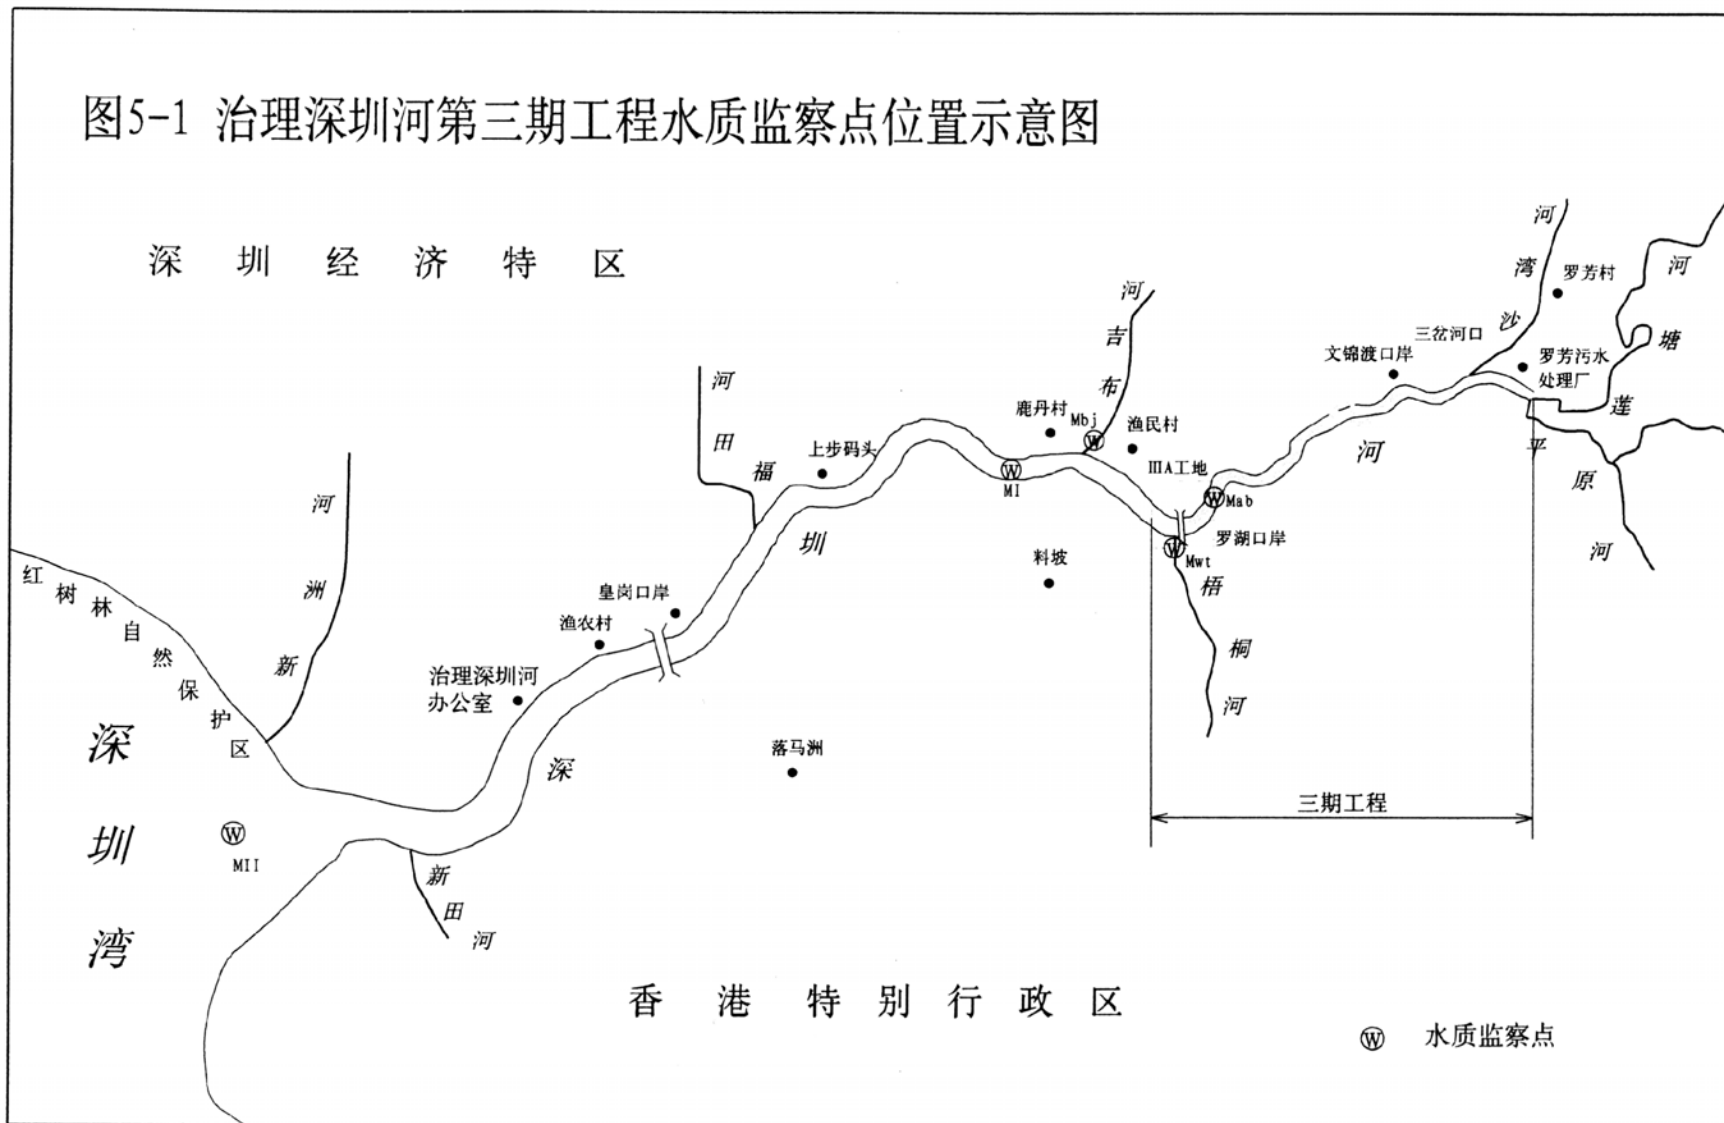 图5-1 治理深圳河第三期工程水质监察点位置示意图
深圳经济特区
河湾沙
罗芳村
河塘莲
三岔河口
文锦渡口岸
罗芳污水
处理厂
河吉布
河田福
鹿丹村
Mbj
W
渔民村
上步码头
IIIA工地
W
MI
W
Mab
河
平原河
罗湖口岸
W
Mwt
梧桐河
料坡
圳
河洲新
皇岗口岸
渔农村
治理深圳河
办公室
红树林自然保护区
落马洲
深
三期工程
深圳湾
W
MII
新田河
香港特别行政区
W 水质监察点